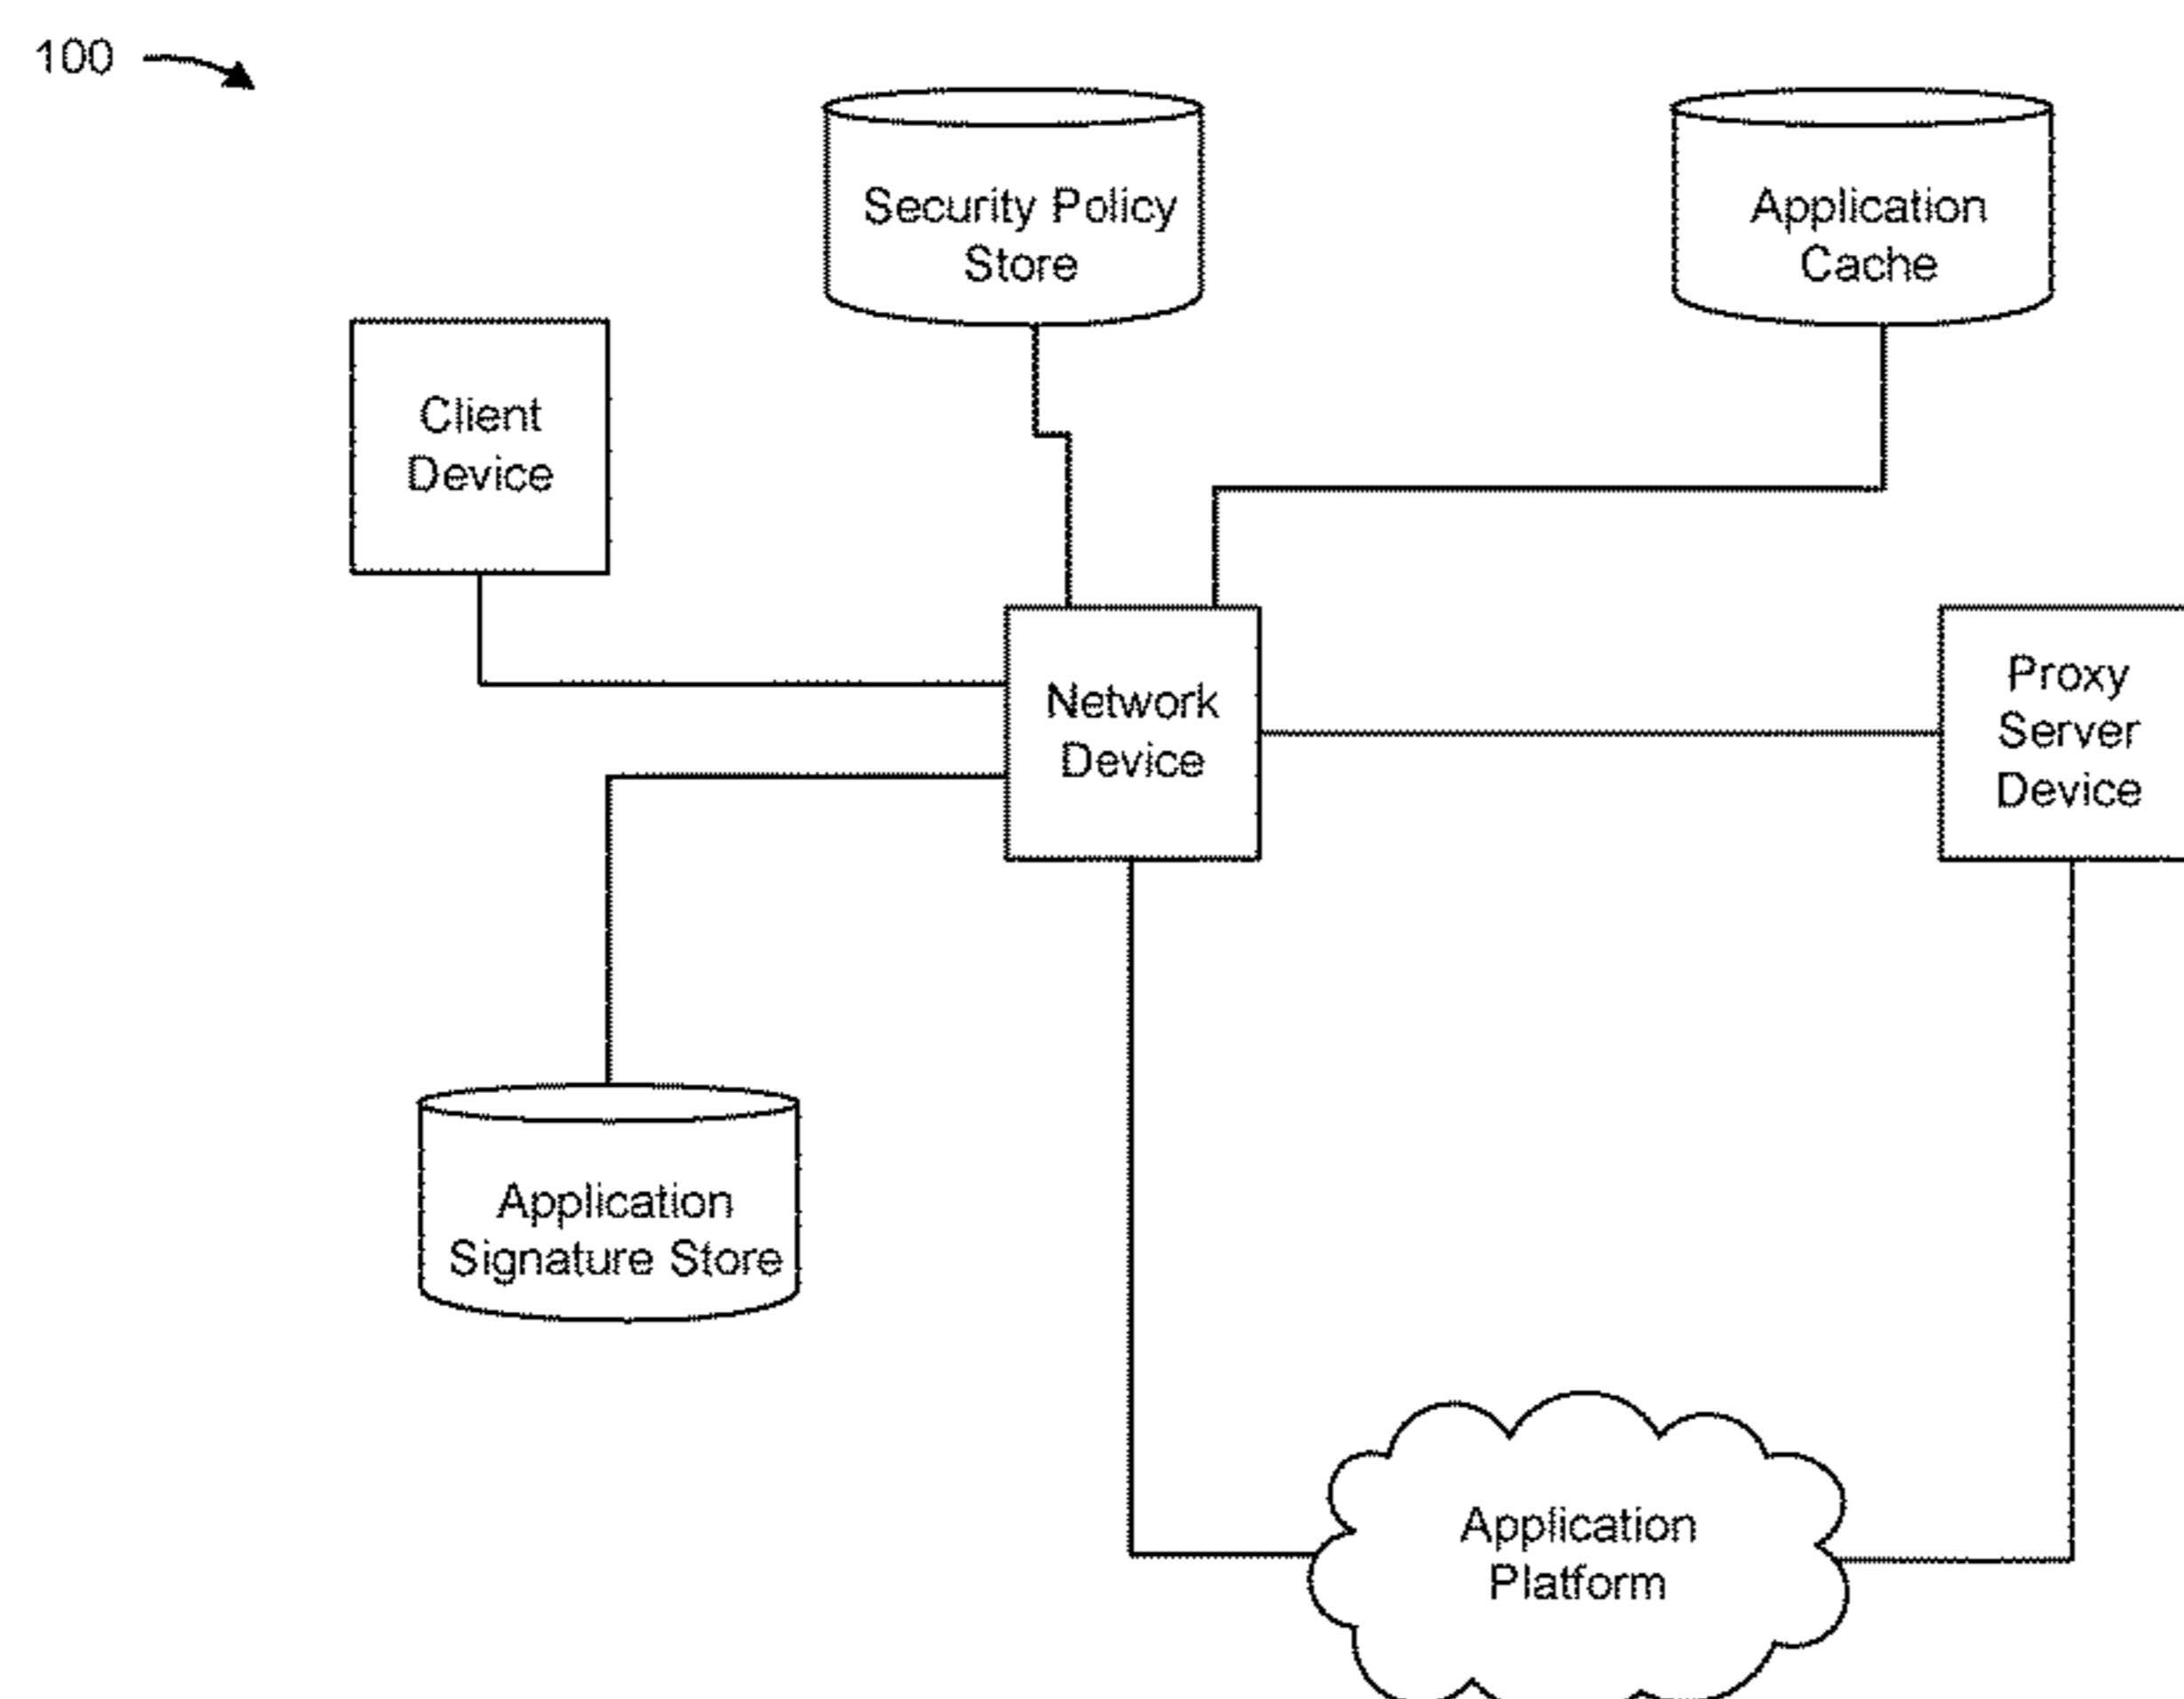 100
Security Policy
Store
Application
Cache
Client
Device
Network
Device
Proxy
Server
Device
Application
Signature Store
Application
Platform